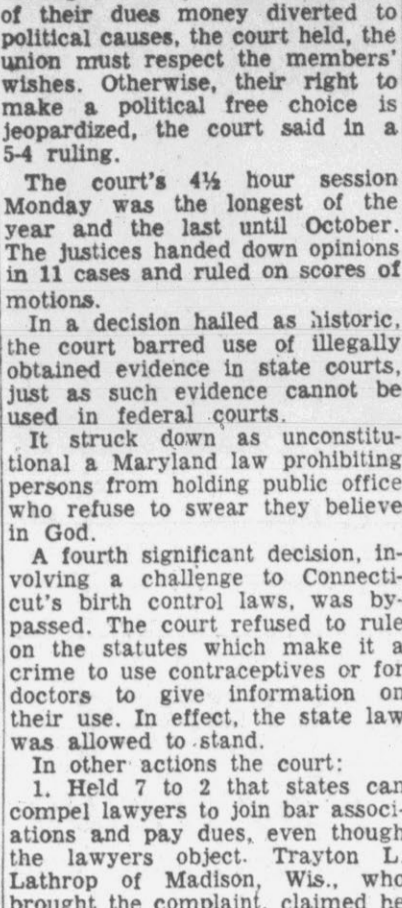 of their dues money diverted to
political causes, the court held, the
union must respect the members'
wishes. Otherwise, their right to
make a political free choice is
jeopardized, the court said in a
5-4 ruling.
The court's 4½ hour session
Monday was the longest of the
year and the last until October.
The justices handed down opinions
in 11 cases and ruled on scores of
motions.
In a decision hailed as historic,
the court barred use of illegally
obtained evidence in state courts,
just as such evidence cannot be
used in federal courts.
It struck down as unconstitu-
tional a Maryland law prohibiting
persons from holding public office
who refuse to swear they believe
in God.
A fourth significant decision, in-
volving a challenge to Connecti-
cut's birth control laws, was by-
passed. The court refused to rule
on the statutes which make it a
crime to use contraceptives or for
doctors to give information on
their use. In effect, the state law
was allowed to stand.
In other actions the court:
1. Held 7 to 2 that states can
compel lawyers to join bar associ-
ations and pay dues, even though
the lawyers object. Trayton L.
Lathrop of Madison, Wis., who
brought the complaint, claimed he